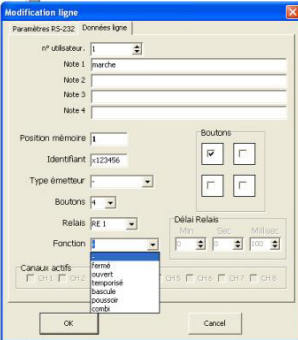 Modification ligne
Paramètres RS-232 Données ligne
n° utilisateur. 1
Note 1 marche
Note 2
Note 3
Note 4
Position mémoire 1
Identifiant x123456
Type émetteur -
Boutons 4
Boutons
Relais RE 1
Fonction -
Délai Relais
Min Sec Millisec
0 0 100
-
fermé
ouvert
temporisé
bascule
poussoir
combi
Canaux actifs
CH 1 CH 2 CH 5 CH 6 CH 7 CH 8
OK Cancel